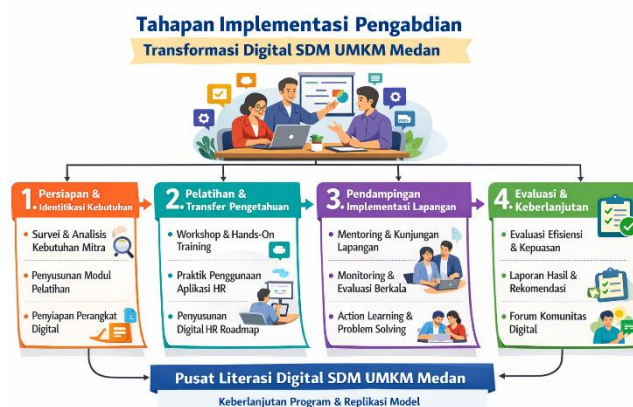 Tahapan Implementasi Pengabdian
Transformasi Digital SDM UMKM Medan
1. Persiapan &
Identikasi Kebutuhan
Survei & Analisis
Kebutuhan Mitra
Penyusunan Modul
Pelatihan
Penyiapan Perangkat
Digital
2. Pelatihan &
Transfer Pengetahuan
Workshop & Hands-On
Training
Praktik Penggunaan
Aplikasi HR
Penyusunan
Digital HR Roadmap
3. Pendampingan
Implementasi Lapangan
Mentoring & Kunjungan
Lapangan
Monitoring &
Evaluasi Berkala
Action Learning &
Problem Solving
4. Evaluasi &
Keberlanjutan
Evaluasi Efisiensi
& Kepuasan
Laporan Hasil &
Rekomendasi
Forum Komunitas
Digital
Pusat Literasi Digital SDM UMKM Medan
Keberlanjutan Program & Replikasi Model